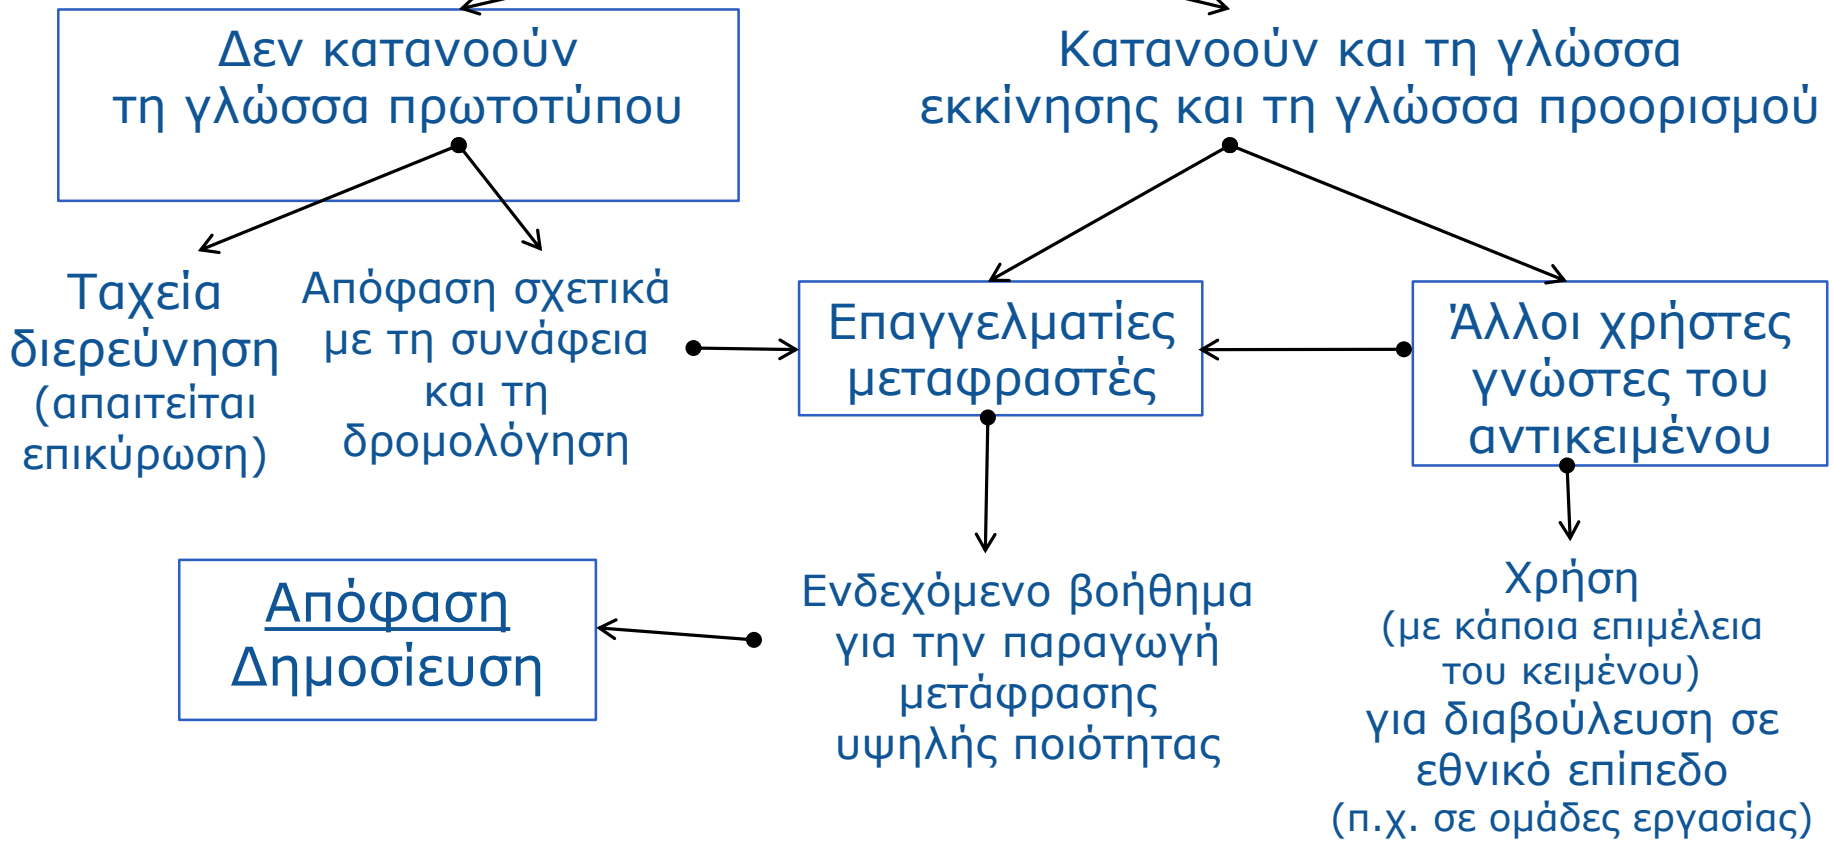 Δεν κατανοούν
τη γλώσσα πρωτοτύπου
Κατανοούν και τη γλώσσα
εκκίνησης και τη γλώσσα προορισμού
Ταχεία
διερεύνηση
(απαιτείται
επικύρωση)
Απόφαση σχετικά
με τη συνάφεια
και τη
δρομολόγηση
Επαγγελματίες
μεταφραστές
Άλλοι χρήστες
γνώστες του
αντικειμένου
Απόφαση
Δημοσίευση
Ενδεχόμενο βοήθημα
για την παραγωγή
μετάφρασης
υψηλής ποιότητας
Χρήση
(με κάποια επιμέλεια
του κειμένου)
για διαβούλευση σε
εθνικό επίπεδο
(π.χ. σε ομάδες εργασίας)